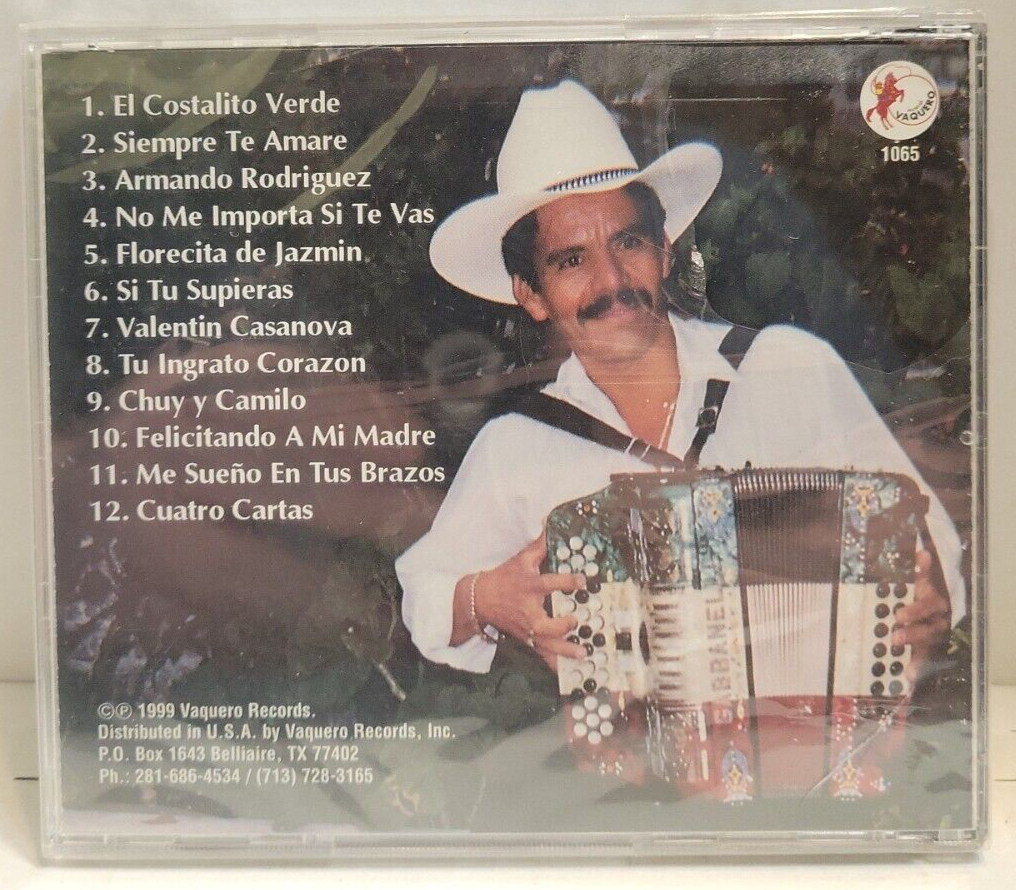 1. El Costalito Verde
2. Siempre Te Amare
3. Armando Rodriguez
4. No Me Importa Si Te Vas
5. Florecita de Jazmin
6. Si Tu Supieras
7. Valentin Casanova
8. Tu Ingrato Corazon
9. Chuy y Camilo
10. Felicitando A Mi Madre
11. Me Sueño En Tus Brazos
12. Cuatro Cartas
VAQUERO
1065
GABBANELLI
©℗ 1999 Vaquero Records.
Distributed in U.S.A. by Vaquero Records, Inc.
P.O. Box 1643 Belliaire, TX 77402
Ph.: 281-686-4534 / (713) 728-3165